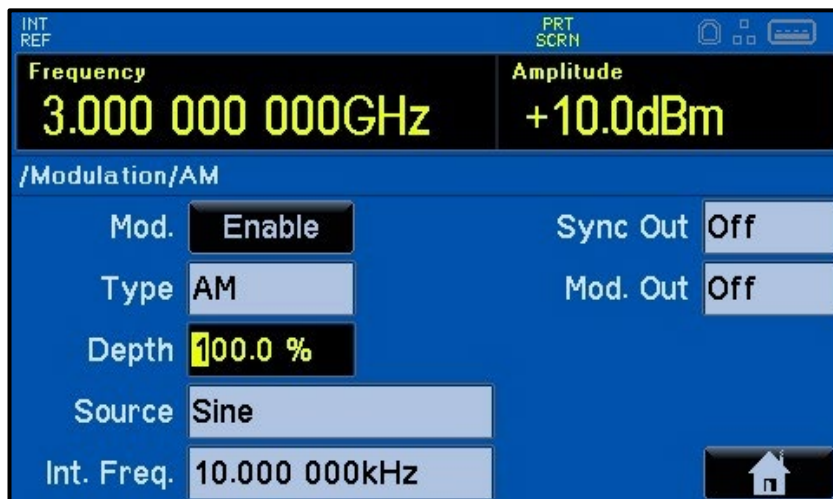 INT
REF
PRT
SCRN
Frequency
3.000 000 000GHz
Amplitude
+10.0dBm
/Modulation/AM
Mod. Enable
Sync Out Off
Type AM
Mod. Out Off
Depth 100.0 %
Source Sine
Int. Freq. 10.000 000kHz